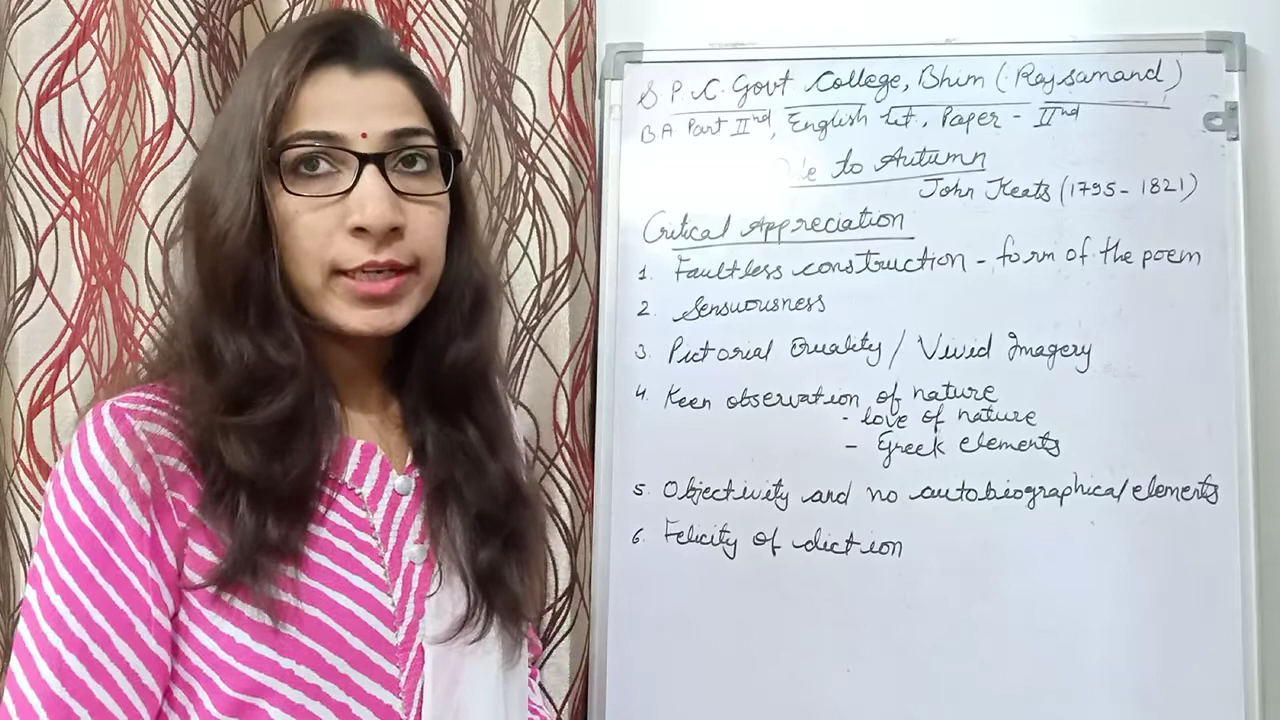 S. P. C. Govt College, Bhim (Rajsamand)
BA Part IInd, English Lit, Paper - IInd
to Autumn
John Keats (1795 - 1821)
Critical Appreciation
1. Faultless construction - form of the poem
2 Sensuousness
3. Pictorial Quality / Vivid Imagery
4. Keen observation of nature
- love of nature
- Greek elements
5. Objectivity and no autobiographical elements
6. Felicity of diction